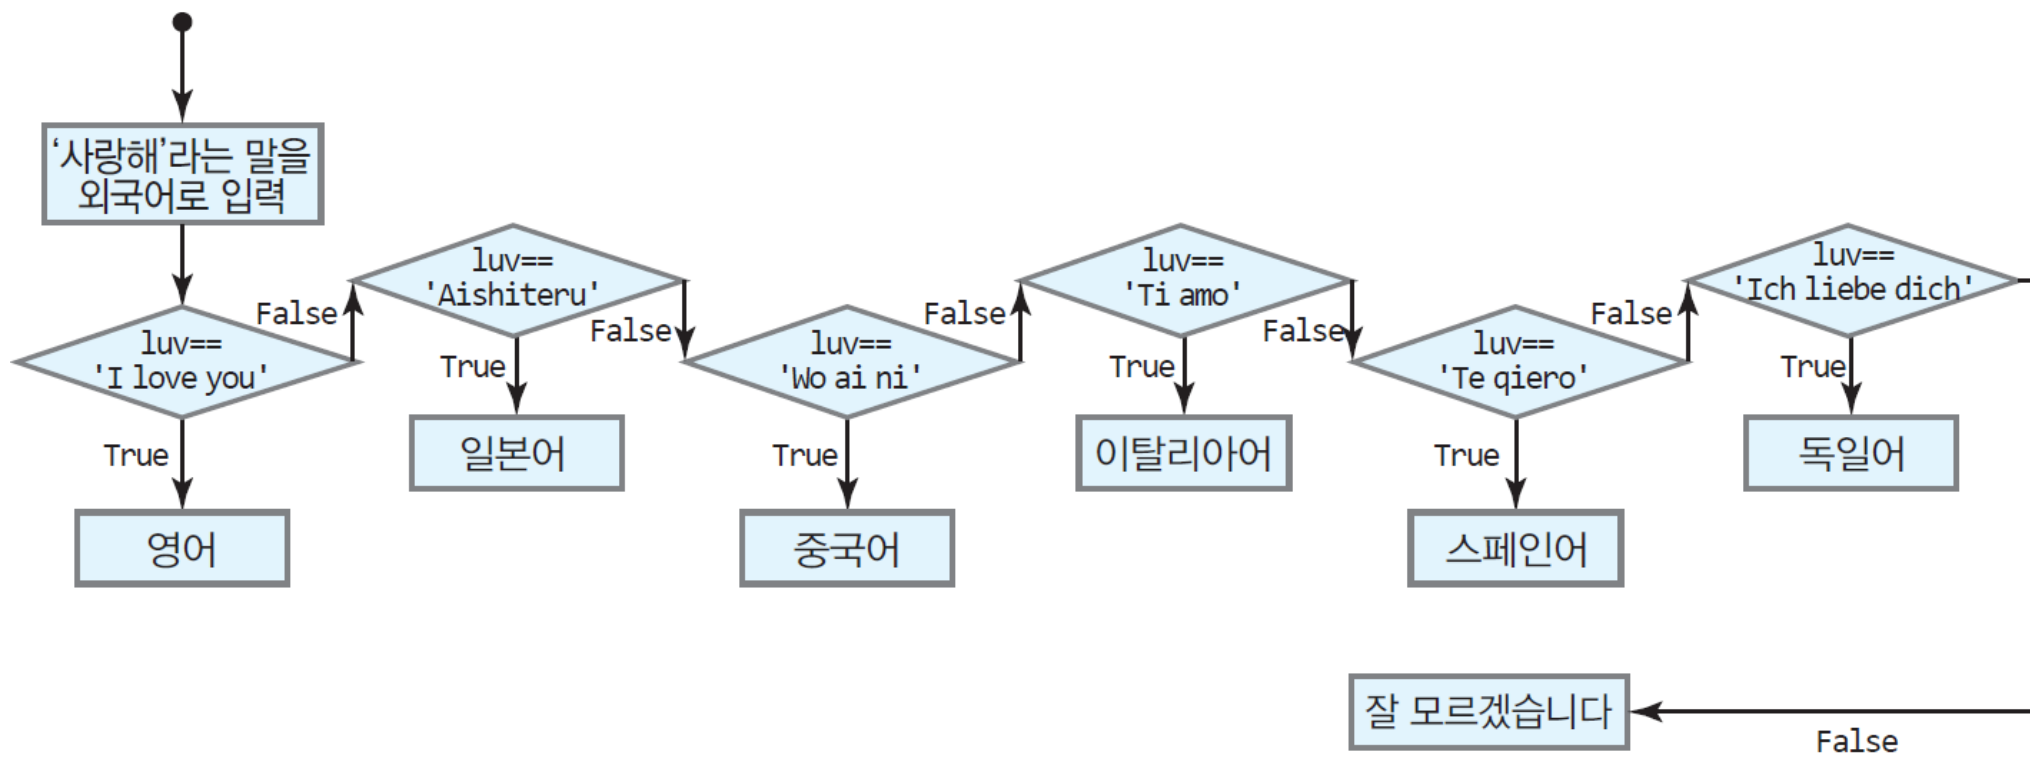 ‘사랑해’라는 말을
외국어로 입력
luv==
'I love you'
False
True
영어
luv==
'Aishiteru'
False
True
일본어
luv==
'Wo ai ni'
False
True
중국어
luv==
'Ti amo'
False
True
이탈리아어
luv==
'Te qiero'
False
True
스페인어
luv==
'Ich liebe dich'
True
독일어
잘 모르겠습니다
False